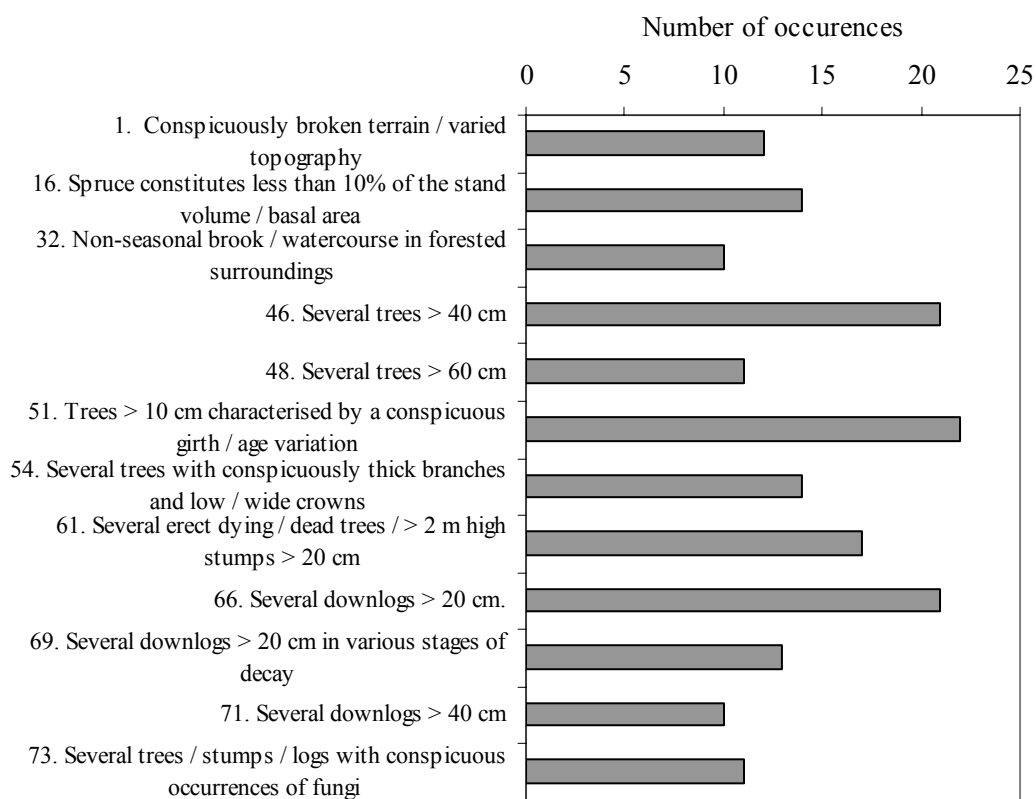 Number of occurences
0 5 10 15 20 25
1. Conspicuously broken terrain / varied
topography
16. Spruce constitutes less than 10% of the stand
volume / basal area
32. Non-seasonal brook / watercourse in forested
surroundings
46. Several trees > 40 cm
48. Several trees > 60 cm
51. Trees > 10 cm characterised by a conspicuous
girth / age variation
54. Several trees with conspicuously thick branches
and low / wide crowns
61. Several erect dying / dead trees / > 2 m high
stumps > 20 cm
66. Several downlogs > 20 cm.
69. Several downlogs > 20 cm in various stages of
decay
71. Several downlogs > 40 cm
73. Several trees / stumps / logs with conspicuous
occurrences of fungi